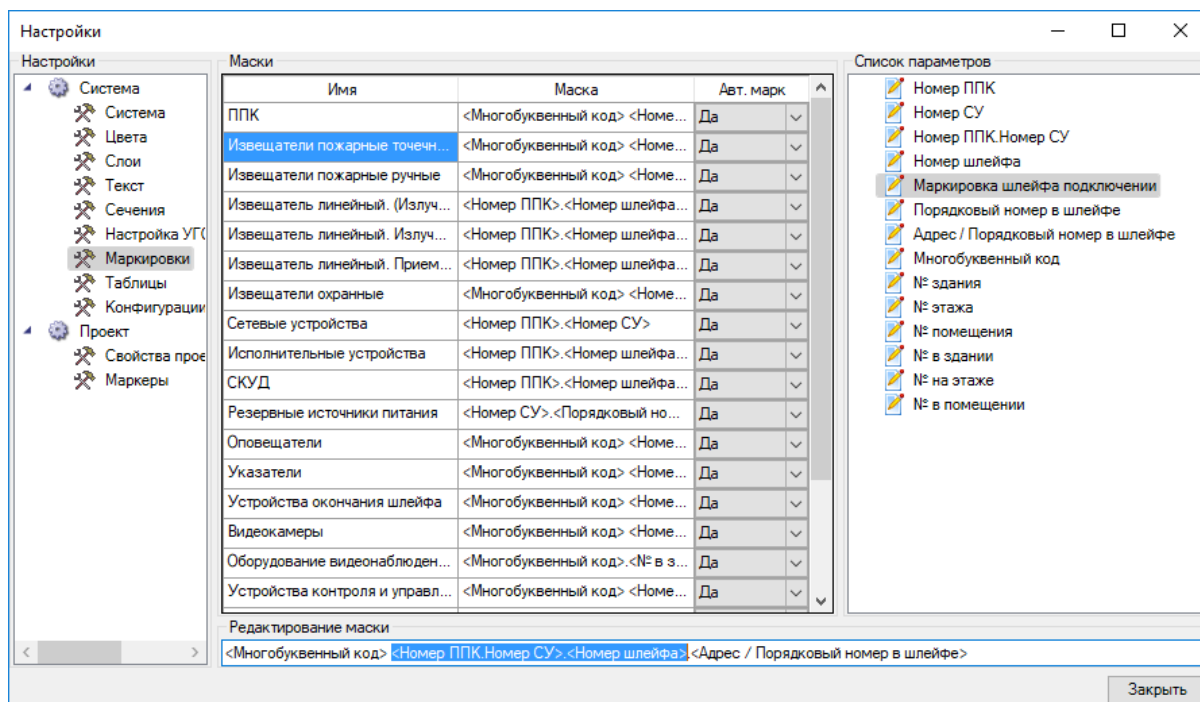 Настройки
Настройки
Система
Система
Цвета
Слои
Текст
Сечения
Настройка УГ(
Маркировки
Таблицы
Конфигурации
Проект
Свойства прое
Маркеры
Маски
Имя Маска Авт. марк
ППК <Многобуквенный код> <Номе... Да
Извещатели пожарные точечн... <Многобуквенный код> <Номе... Да
Извещатели пожарные ручные <Многобуквенный код> <Номе... Да
Извещатель линейный. (Излуч... <Номер ППК>.<Номер шлейфа... Да
Извещатель линейный. Излуч... <Номер ППК>.<Номер шлейфа... Да
Извещатель линейный. Прием... <Номер ППК>.<Номер шлейфа... Да
Извещатели охранные <Многобуквенный код> <Номе... Да
Сетевые устройства <Номер ППК>.<Номер СУ> Да
Исполнительные устройства <Номер ППК>.<Номер шлейфа... Да
СКУД <Номер ППК>.<Номер шлейфа... Да
Резервные источники питания <Номер СУ>.<Порядковый но... Да
Оповещатели <Многобуквенный код> <Номе... Да
Указатели <Многобуквенный код> <Номе... Да
Устройства окончания шлейфа <Многобуквенный код> <Номе... Да
Видеокамеры <Многобуквенный код> <Номе... Да
Оборудование видеонаблюден... <Многобуквенный код>.<№ в з... Да
Устройства контроля и управл... <Многобуквенный код> <Номе... Да
Редактирование маски
<Многобуквенный код> <Номер ППК.Номер СУ>.<Номер шлейфа>.<Адрес / Порядковый номер в шлейфе>
Список параметров
Номер ППК
Номер СУ
Номер ППК.Номер СУ
Номер шлейфа
Маркировка шлейфа подключении
Порядковый номер в шлейфе
Адрес / Порядковый номер в шлейфе
Многобуквенный код
№ здания
№ этажа
№ помещения
№ в здании
№ на этаже
№ в помещении
Закрыть